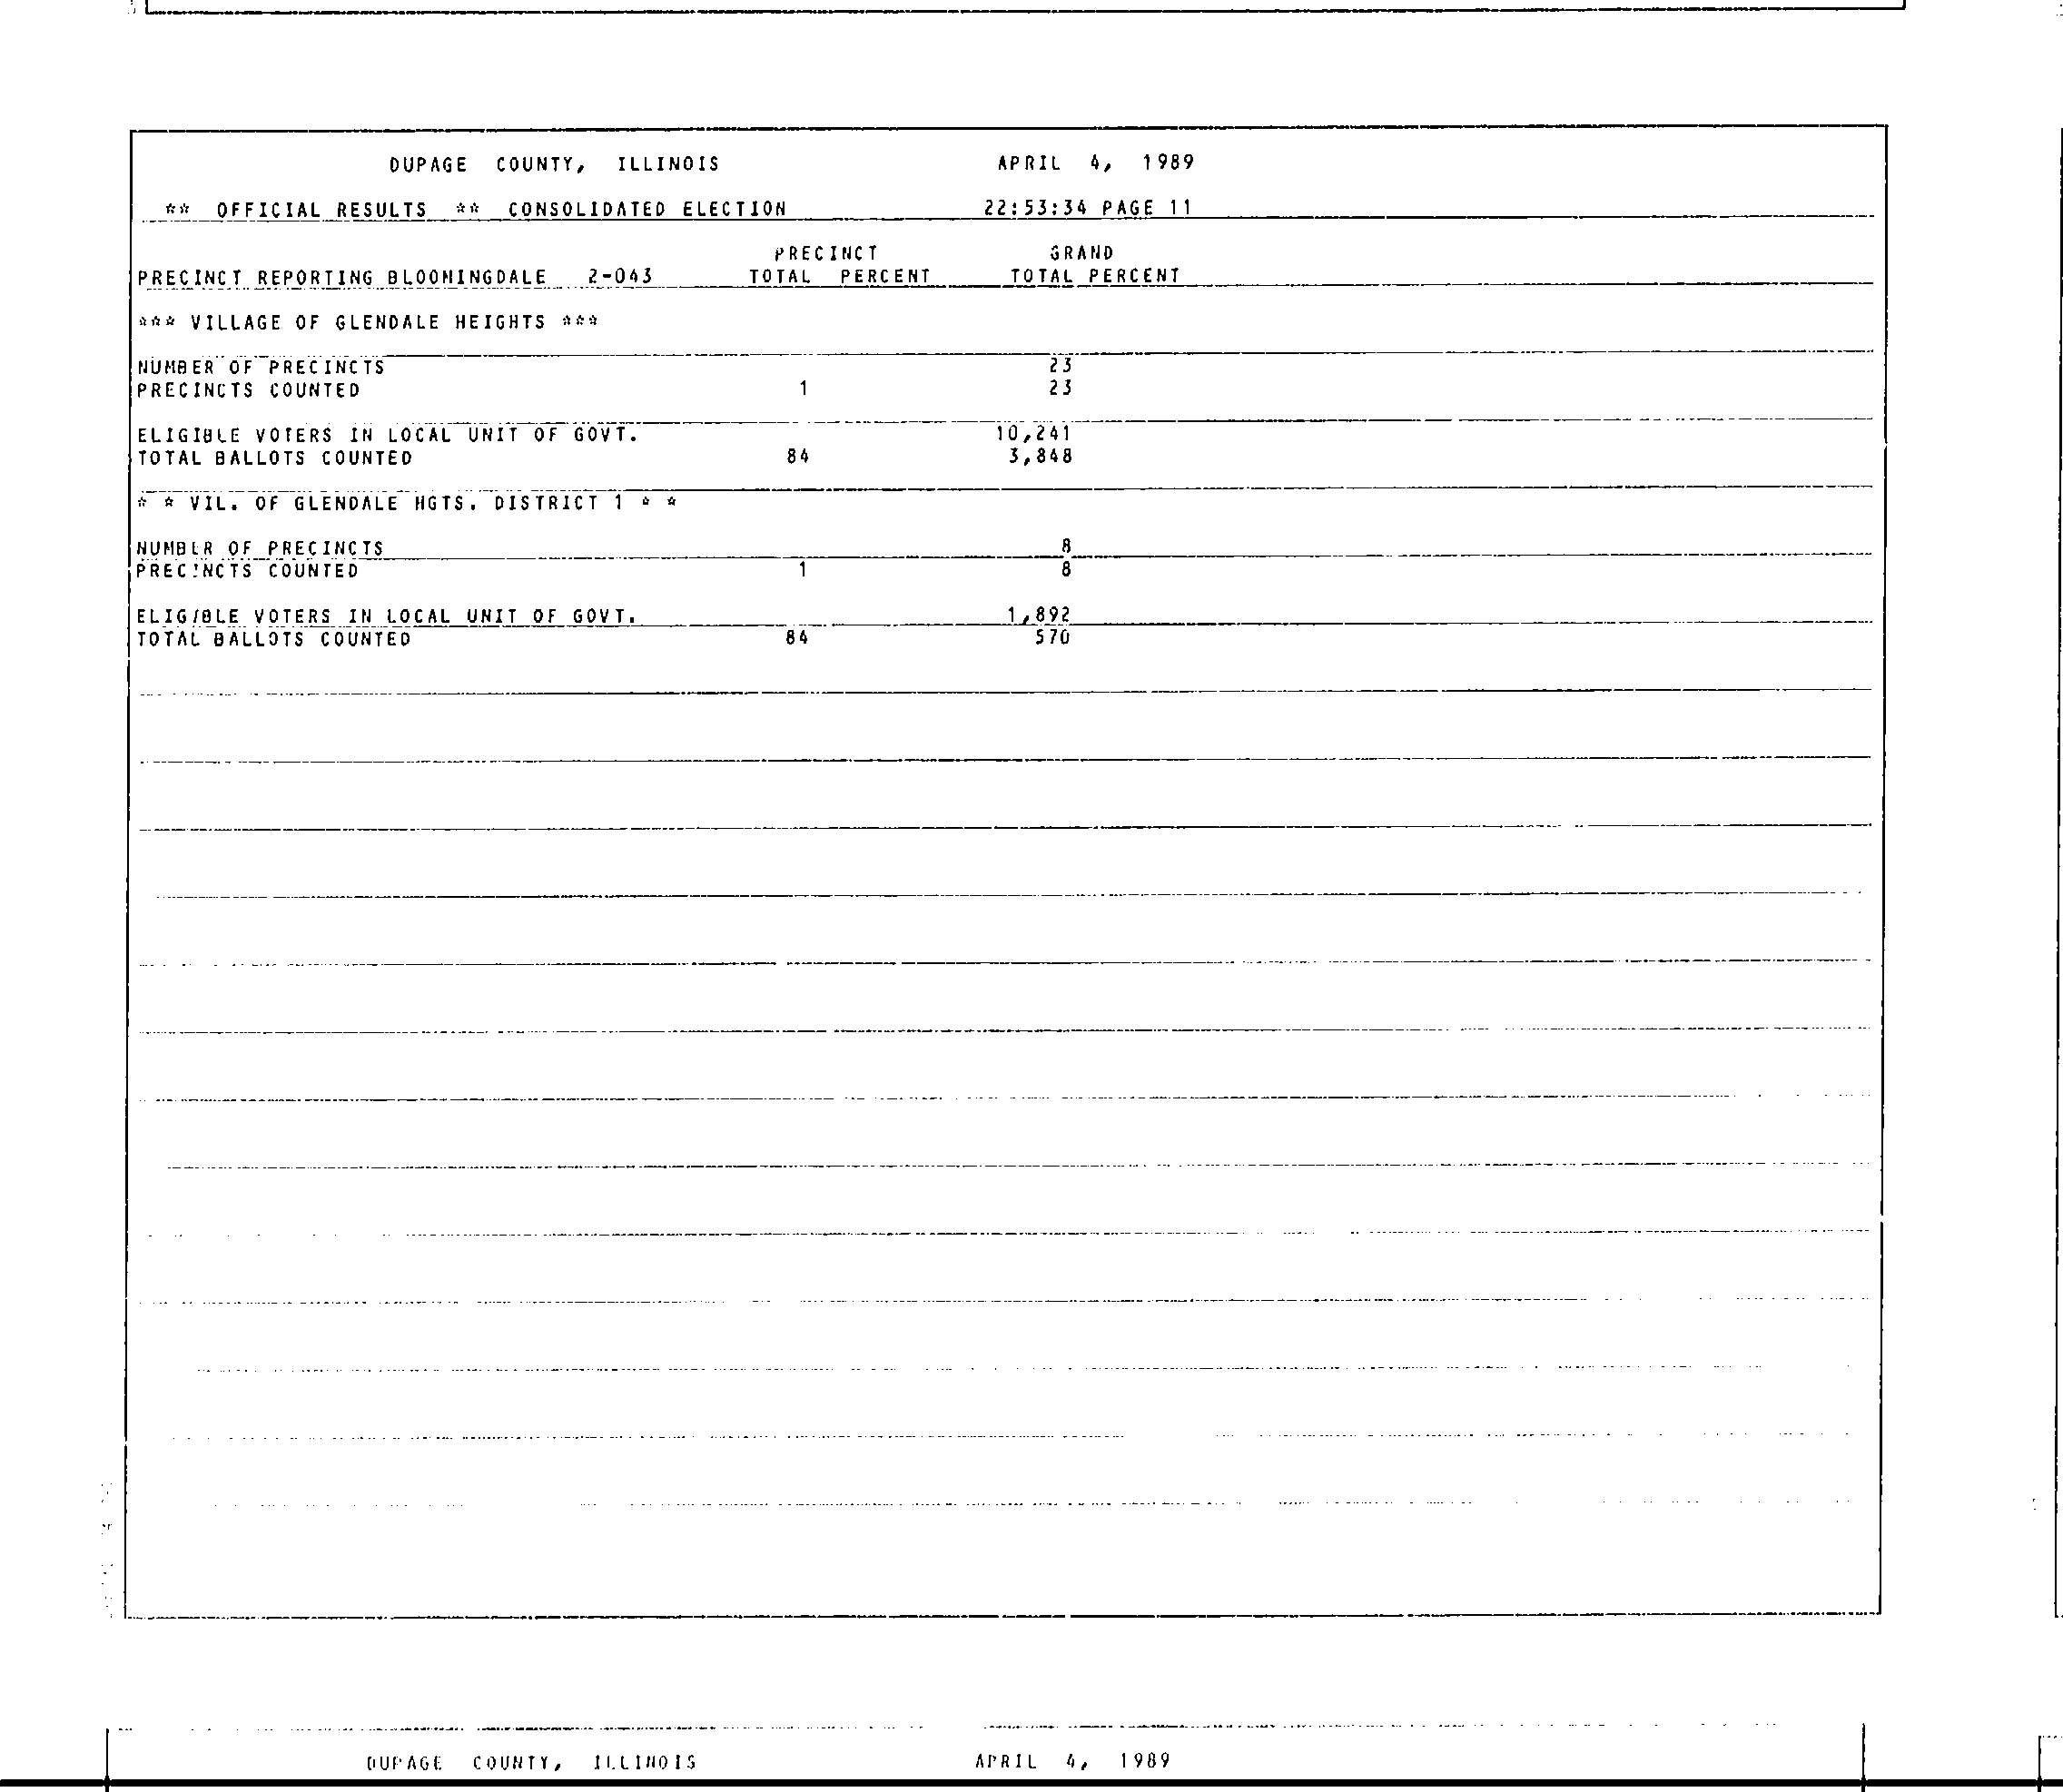 DUPAGE COUNTY, ILLINOIS APRIL 4, 1989
** OFFICIAL RESULTS ** CONSOLIDATED ELECTION 22:53:34 PAGE 11
PRECINCT GRAND
PRECINCT REPORTING BLOOMINGDALE 2-043 TOTAL PERCENT TOTAL PERCENT
*** VILLAGE OF GLENDALE HEIGHTS ***
NUMBER OF PRECINCTS 23
PRECINCTS COUNTED 1 23
ELIGIBLE VOTERS IN LOCAL UNIT OF GOVT. 10,241
TOTAL BALLOTS COUNTED 84 3,848
* * VIL. OF GLENDALE HGTS. DISTRICT 1 * *
NUMBER OF PRECINCTS 8
PRECINCTS COUNTED 1 8
ELIGIBLE VOTERS IN LOCAL UNIT OF GOVT. 1,892
TOTAL BALLOTS COUNTED 84 570
DUPAGE COUNTY, ILLINOIS APRIL 4, 1989